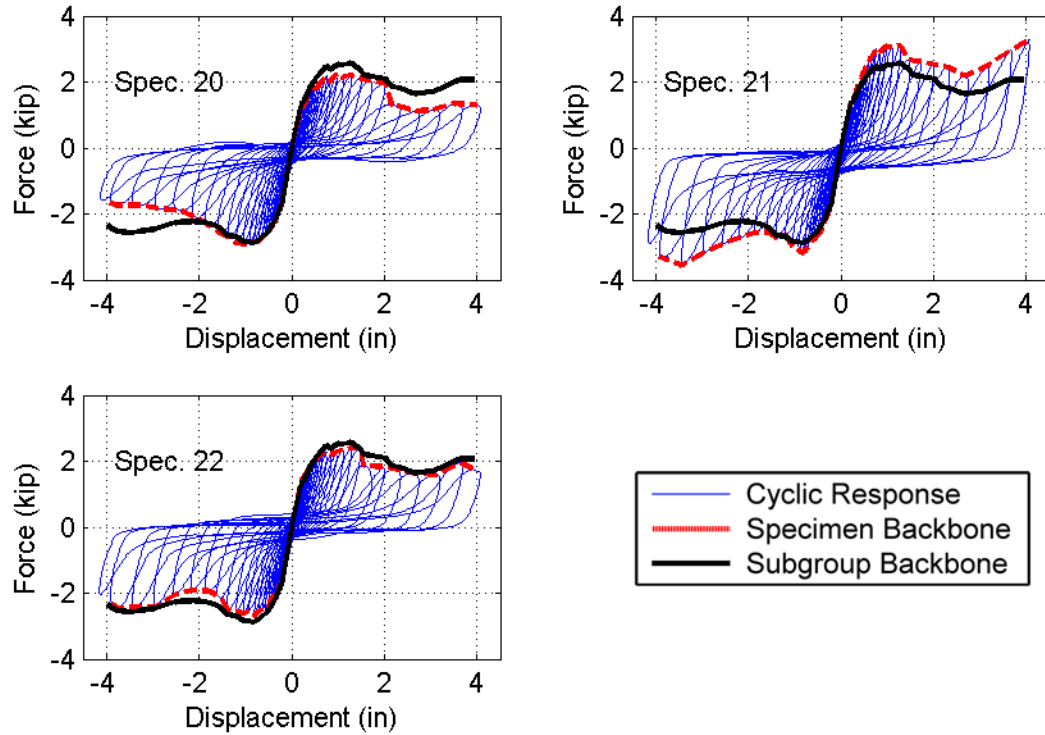 4
2
0
-2
-4
Force (kip)
Spec. 20
-4 -2 0 2 4
Displacement (in)
4
2
0
-2
-4
Force (kip)
Spec. 21
-4 -2 0 2 4
Displacement (in)
4
2
0
-2
-4
Force (kip)
Spec. 22
-4 -2 0 2 4
Displacement (in)
Cyclic Response
Specimen Backbone
Subgroup Backbone